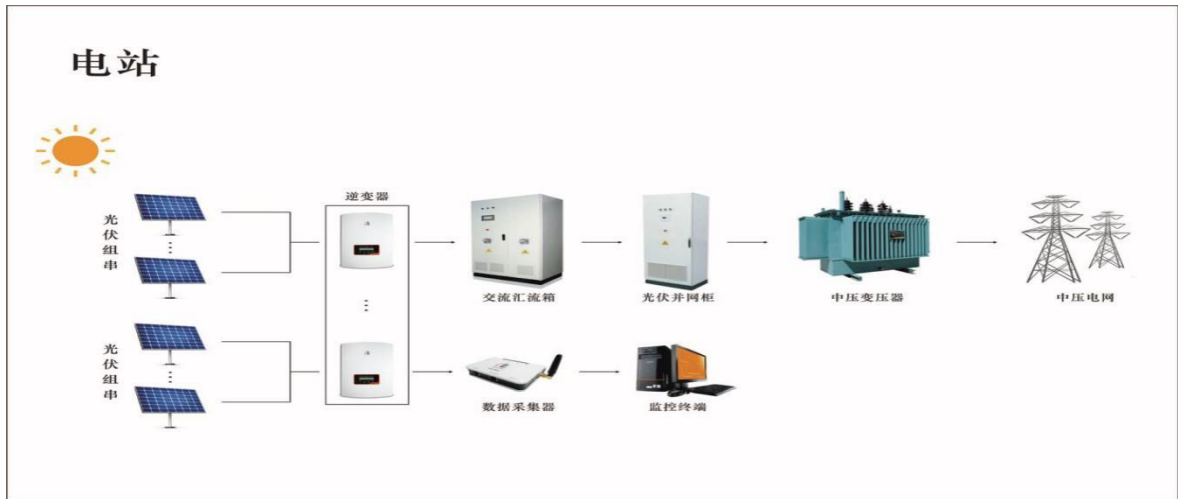 电站
逆变器
光伏组串
交流汇流箱
光伏并网柜
中压变压器
中压电网
光伏组串
数据采集器
监控终端